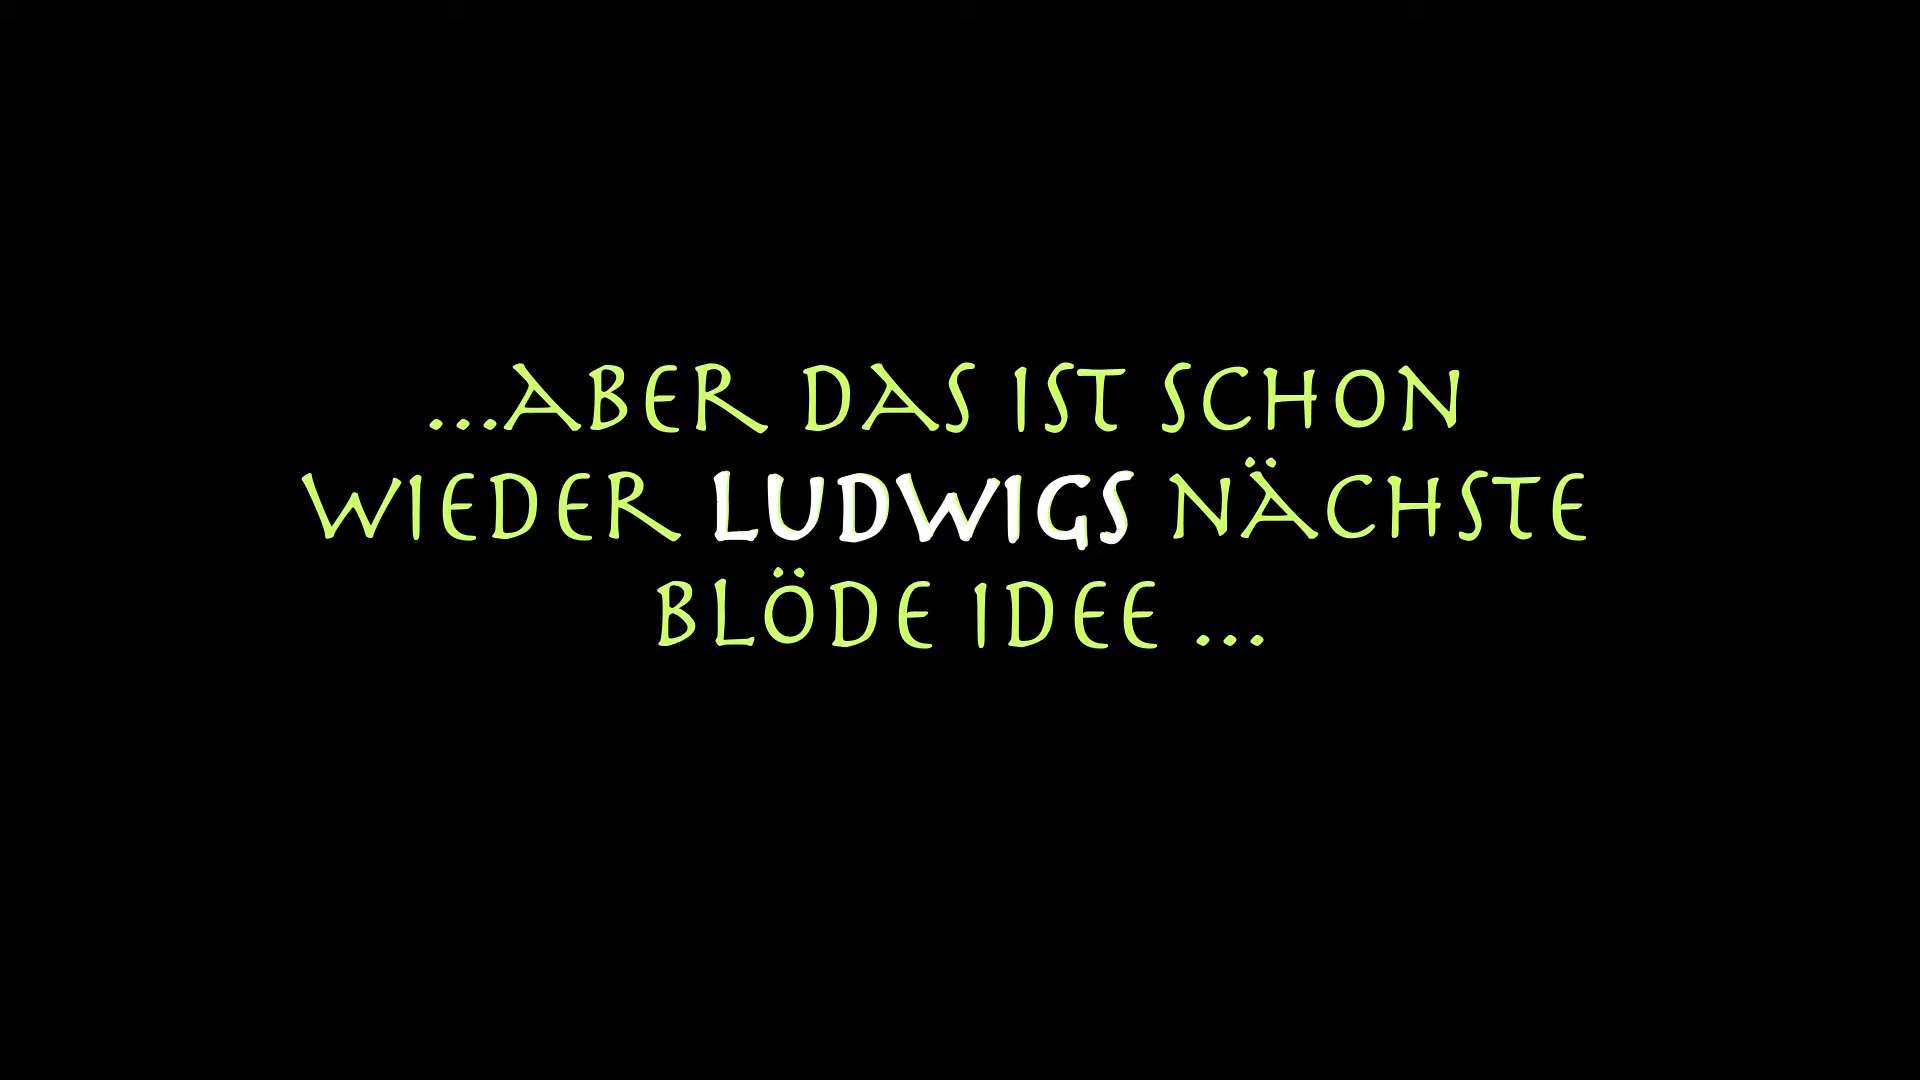 ...ABER DAS IST SCHON
WIEDER LUDWIGS NÄCHSTE
BLÖDE IDEE ...